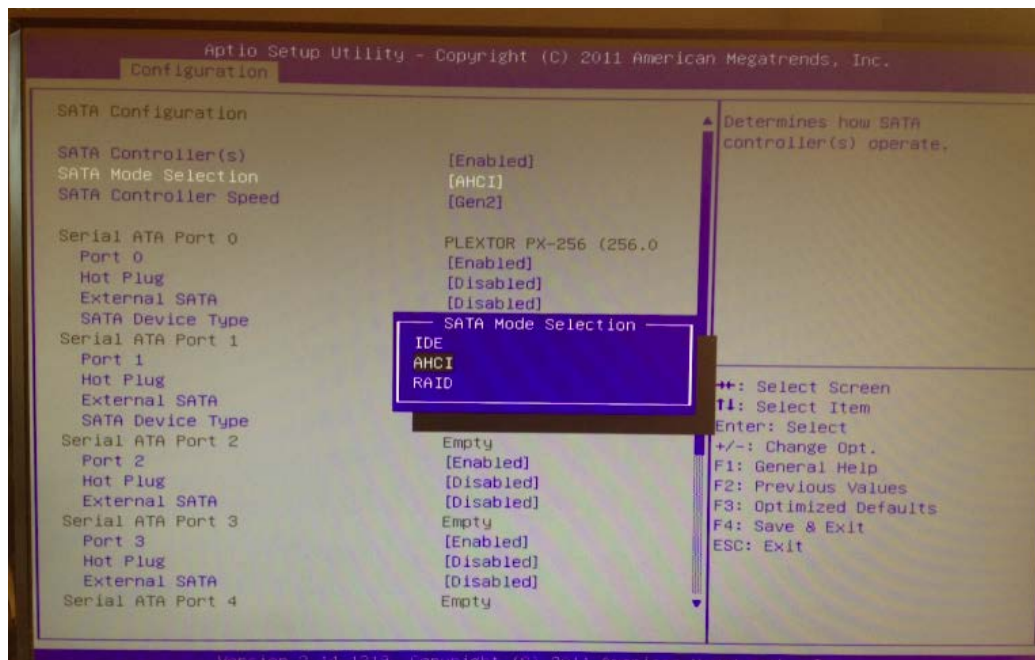 Aptio Setup Utility - Copyright (C) 2011 American Megatrends, Inc.
Configuration
SATA Configuration
SATA Controller(s) [Enabled]
SATA Mode Selection [AHCI]
SATA Controller Speed [Gen2]
Serial ATA Port 0 PLEXTOR PX-256 (256.0
Port 0 [Enabled]
Hot Plug [Disabled]
External SATA [Disabled]
SATA Device Type
Serial ATA Port 1
Port 1
Hot Plug
External SATA
SATA Device Type
Serial ATA Port 2 Empty
Port 2 [Enabled]
Hot Plug [Disabled]
External SATA [Disabled]
Serial ATA Port 3 Empty
Port 3 [Enabled]
Hot Plug [Disabled]
External SATA [Disabled]
Serial ATA Port 4 Empty
SATA Mode Selection
IDE
AHCI
RAID
Determines how SATA
controller(s) operate.
→←: Select Screen
↑↓: Select Item
Enter: Select
+/-: Change Opt.
F1: General Help
F2: Previous Values
F3: Optimized Defaults
F4: Save & Exit
ESC: Exit